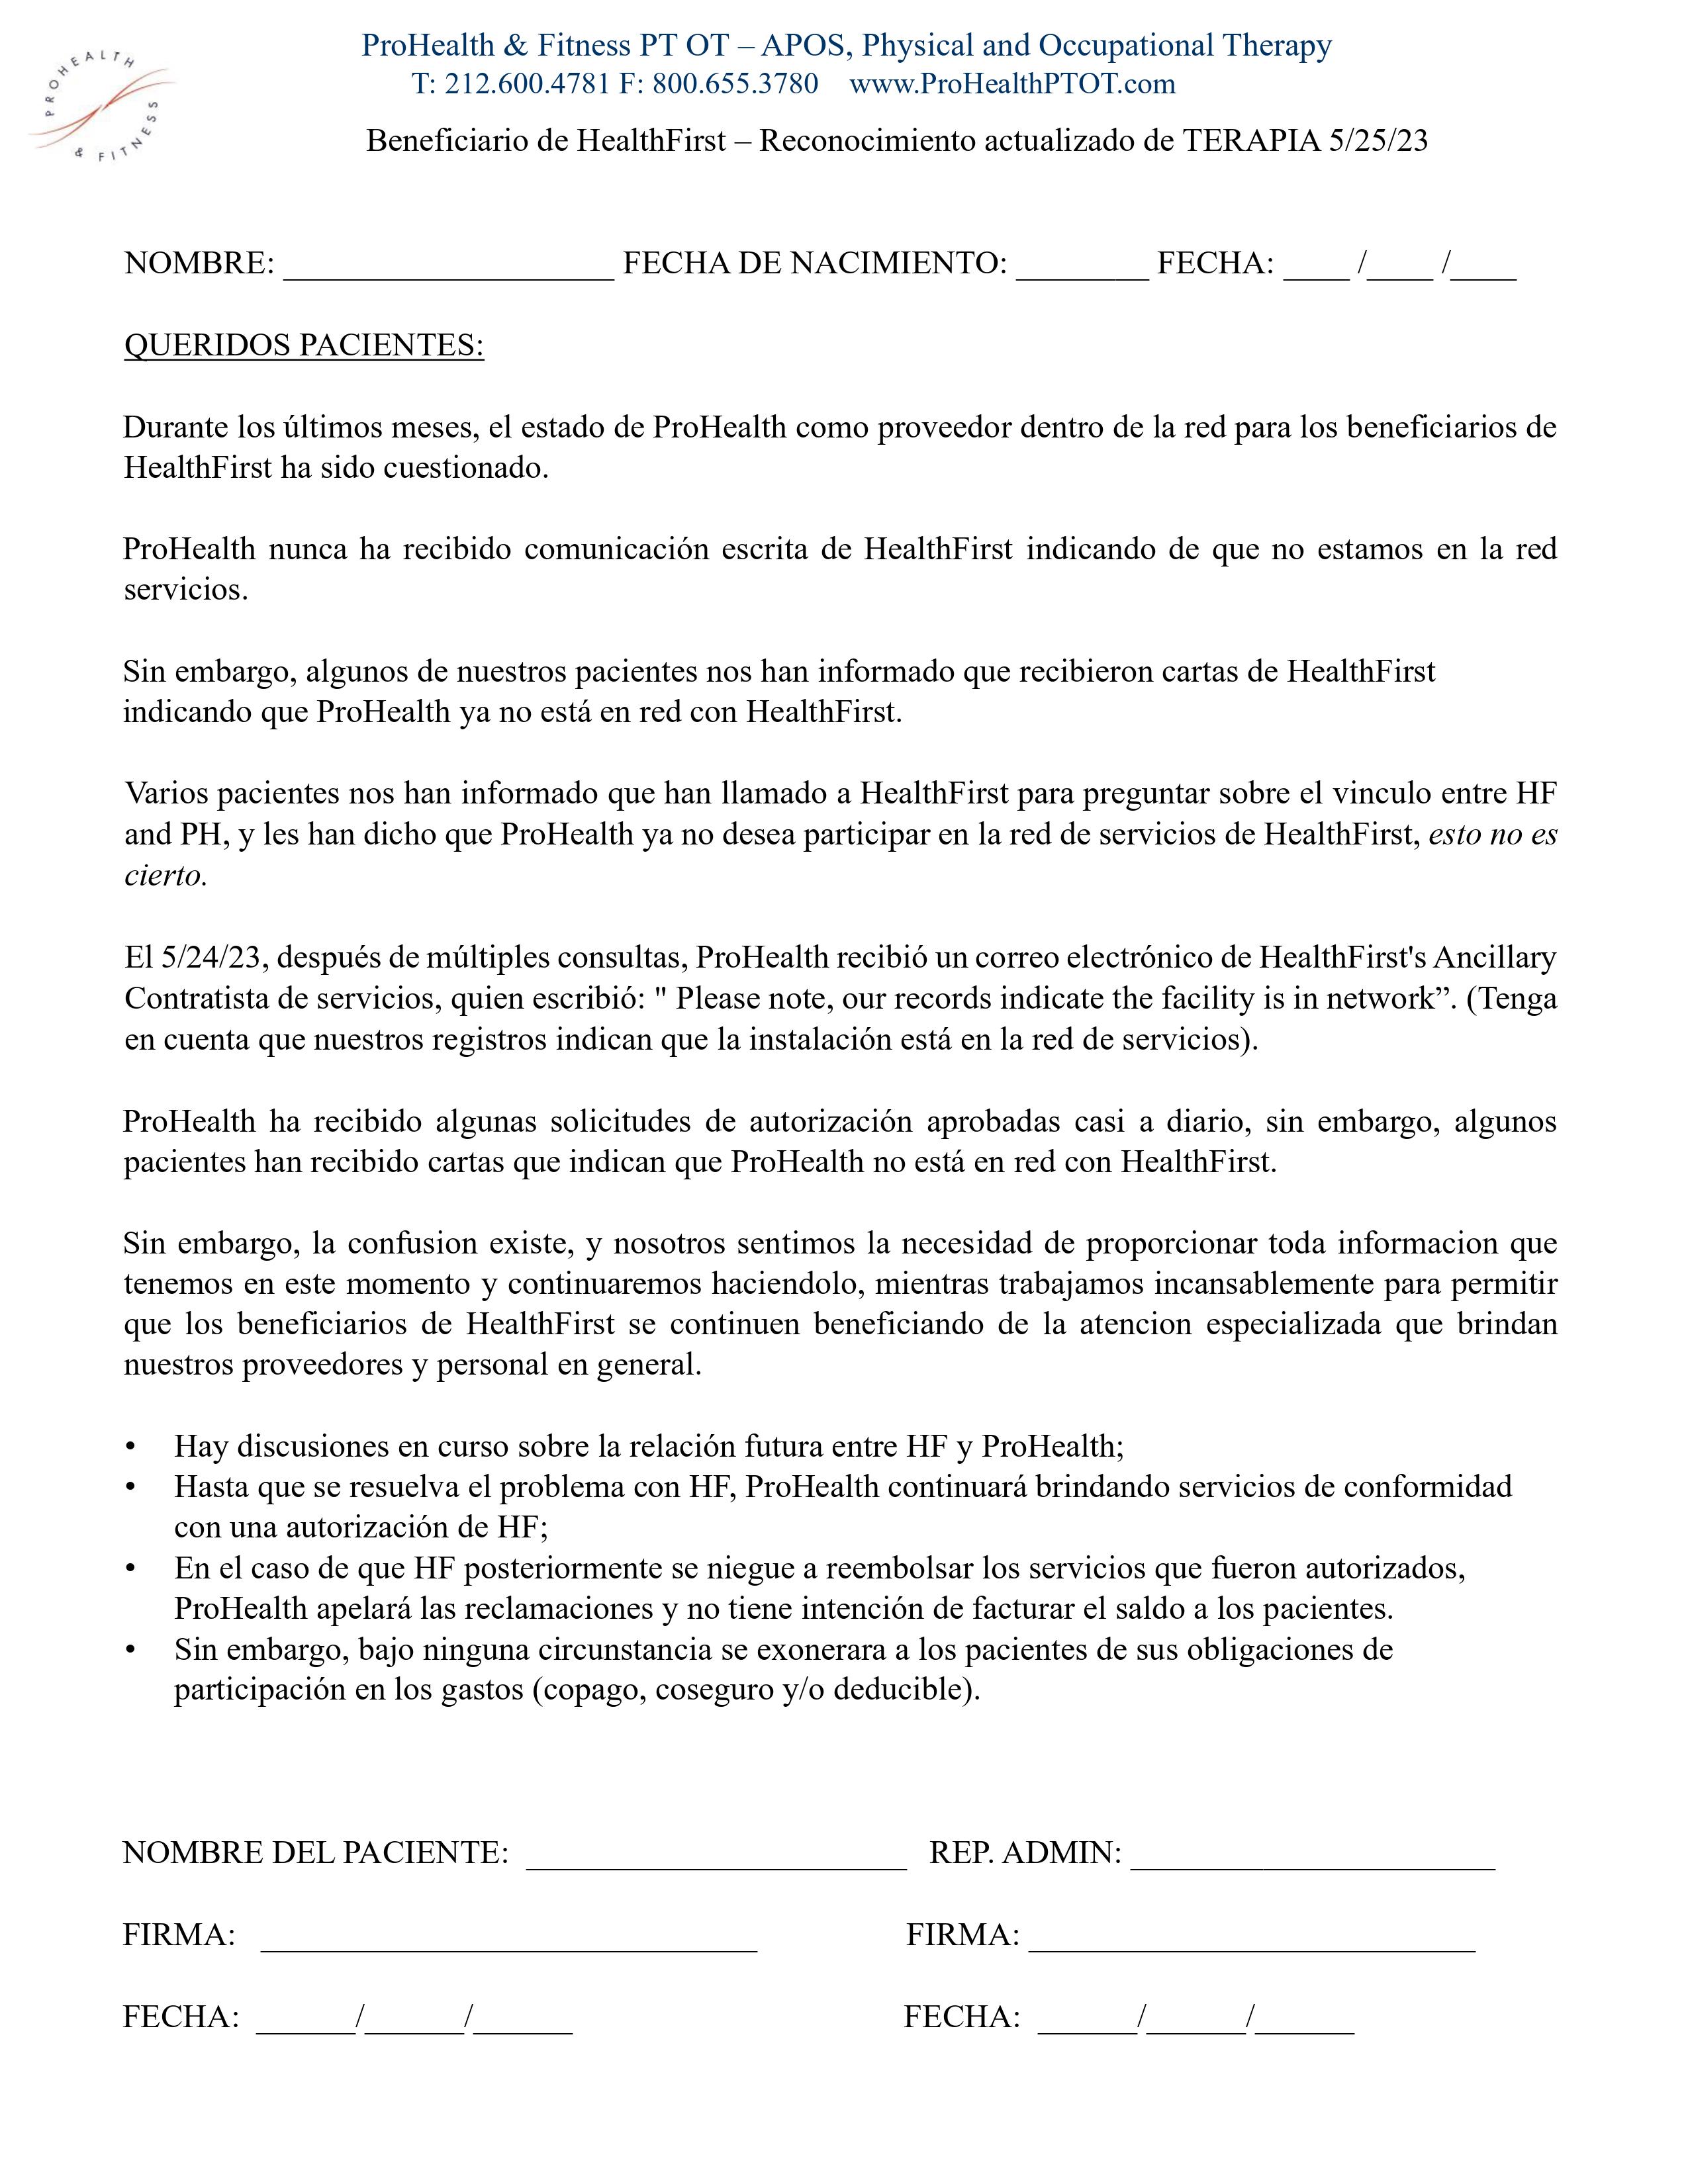 PROHEALTH
& FITNESS
ProHealth & Fitness PT OT – APOS, Physical and Occupational Therapy
T: 212.600.4781 F: 800.655.3780 www.ProHealthPTOT.com
Beneficiario de HealthFirst – Reconocimiento actualizado de TERAPIA 5/25/23
NOMBRE: ____________________ FECHA DE NACIMIENTO: ________ FECHA: ____ /____ /____
QUERIDOS PACIENTES:
Durante los últimos meses, el estado de ProHealth como proveedor dentro de la red para los beneficiarios de
HealthFirst ha sido cuestionado.
ProHealth nunca ha recibido comunicación escrita de HealthFirst indicando de que no estamos en la red
servicios.
Sin embargo, algunos de nuestros pacientes nos han informado que recibieron cartas de HealthFirst
indicando que ProHealth ya no está en red con HealthFirst.
Varios pacientes nos han informado que han llamado a HealthFirst para preguntar sobre el vinculo entre HF
and PH, y les han dicho que ProHealth ya no desea participar en la red de servicios de HealthFirst, esto no es
cierto.
El 5/24/23, después de múltiples consultas, ProHealth recibió un correo electrónico de HealthFirst's Ancillary
Contratista de servicios, quien escribió: " Please note, our records indicate the facility is in network”. (Tenga
en cuenta que nuestros registros indican que la instalación está en la red de servicios).
ProHealth ha recibido algunas solicitudes de autorización aprobadas casi a diario, sin embargo, algunos
pacientes han recibido cartas que indican que ProHealth no está en red con HealthFirst.
Sin embargo, la confusion existe, y nosotros sentimos la necesidad de proporcionar toda informacion que
tenemos en este momento y continuaremos haciendolo, mientras trabajamos incansablemente para permitir
que los beneficiarios de HealthFirst se continuen beneficiando de la atencion especializada que brindan
nuestros proveedores y personal en general.
• Hay discusiones en curso sobre la relación futura entre HF y ProHealth;
• Hasta que se resuelva el problema con HF, ProHealth continuará brindando servicios de conformidad
con una autorización de HF;
• En el caso de que HF posteriormente se niegue a reembolsar los servicios que fueron autorizados,
ProHealth apelará las reclamaciones y no tiene intención de facturar el saldo a los pacientes.
• Sin embargo, bajo ninguna circunstancia se exonerara a los pacientes de sus obligaciones de
participación en los gastos (copago, coseguro y/o deducible).
NOMBRE DEL PACIENTE: _______________________ REP. ADMIN: ______________________
FIRMA: ______________________________ FIRMA: ___________________________
FECHA: ______/______/______ FECHA: ______/______/______